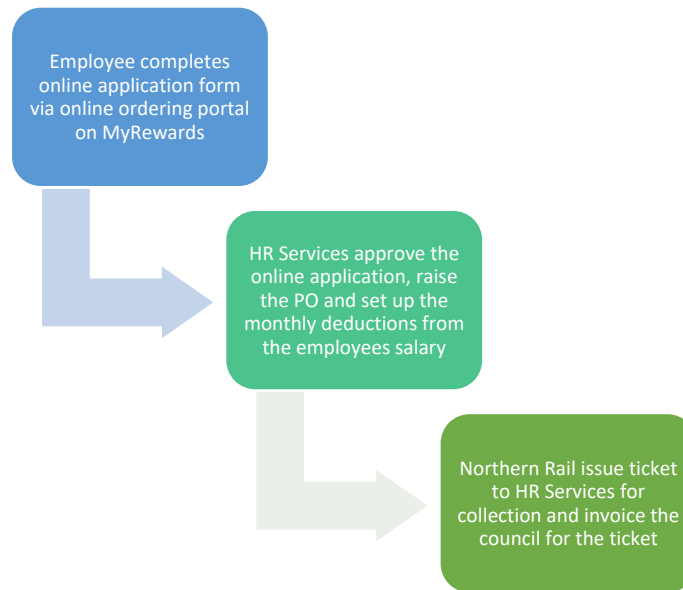 Employee completes
online application form
via online ordering portal
on MyRewards
HR Services approve the
online application, raise
the PO and set up the
monthly deductions from
the employees salary
Northern Rail issue ticket
to HR Services for
collection and invoice the
council for the ticket